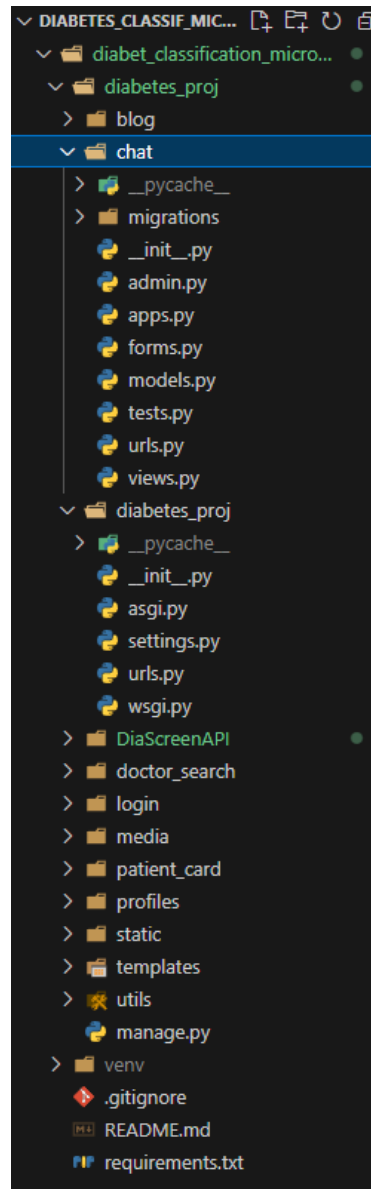 DIABETES_CLASSIF_MIC...
diabet_classification_micro...
diabetes_proj
blog
chat
__pycache__
migrations
__init__.py
admin.py
apps.py
forms.py
models.py
tests.py
urls.py
views.py
diabetes_proj
__pycache__
__init__.py
asgi.py
settings.py
urls.py
wsgi.py
DiaScreenAPI
doctor_search
login
media
patient_card
profiles
static
templates
utils
manage.py
venv
.gitignore
README.md
requirements.txt